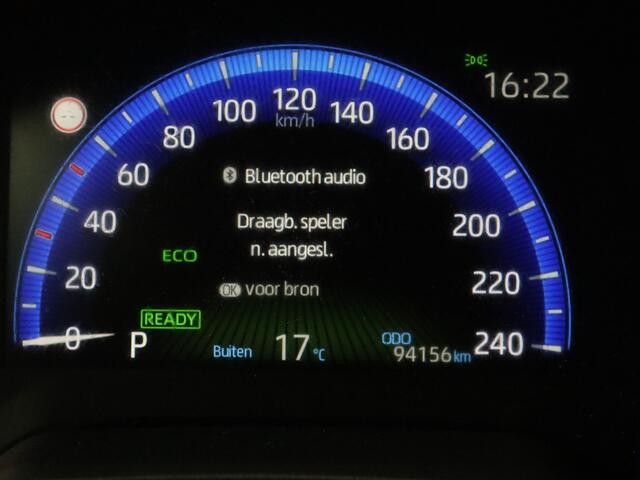 16:22
0 20 40 60 80 100 120 140 160 180 200 220 240
km/h
Bluetooth audio
Draagb. speler
n. aangesl.
ECO
OK voor bron
READY
P
Buiten 17 °C
ODO
94156 km